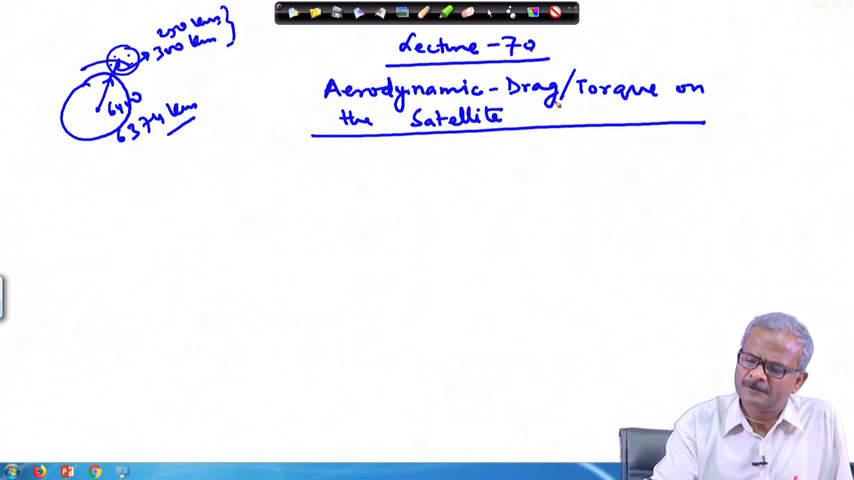 250 kms
300 kms
6400
6374 kms
Lecture - 70
Aerodynamic - Drag/Torque on
the Satellite